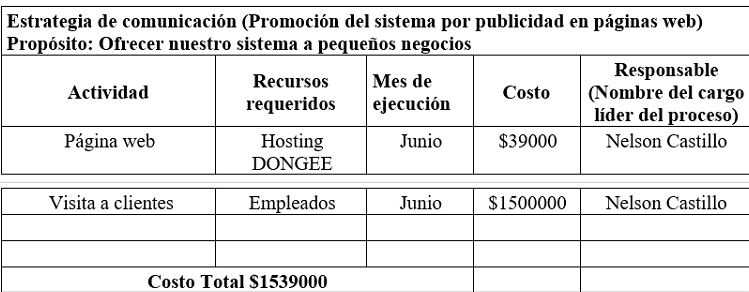 Estrategia de comunicación (Promoción del sistema por publicidad en páginas web)
Propósito: Ofrecer nuestro sistema a pequeños negocios
Actividad
Recursos
requeridos
Mes de
ejecución
Costo
Responsable
(Nombre del cargo
líder del proceso)
Página web
Hosting
DONGEE
Junio
$39000
Nelson Castillo
Visita a clientes
Empleados
Junio
$1500000
Nelson Castillo
Costo Total $1539000